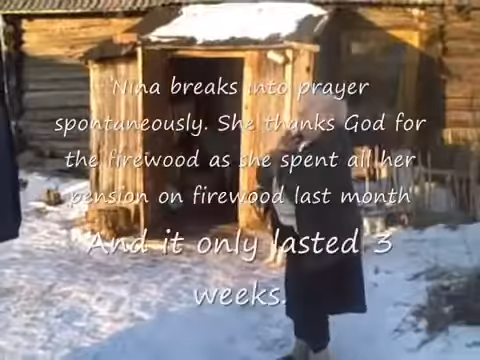 'Nina breaks into prayer
spontaneously. She thanks God for
the firewood as she spent all her
pension on firewood last month'
And it only lasted 3
weeks.